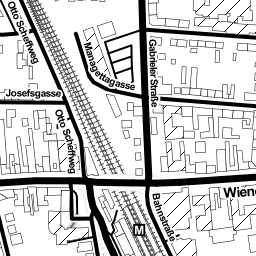 Otto Scheffweg
Managettagasse
Gabrieler Straße
Josefsgasse
Otto Scheffweg
Wiene
Bahnstraße
M